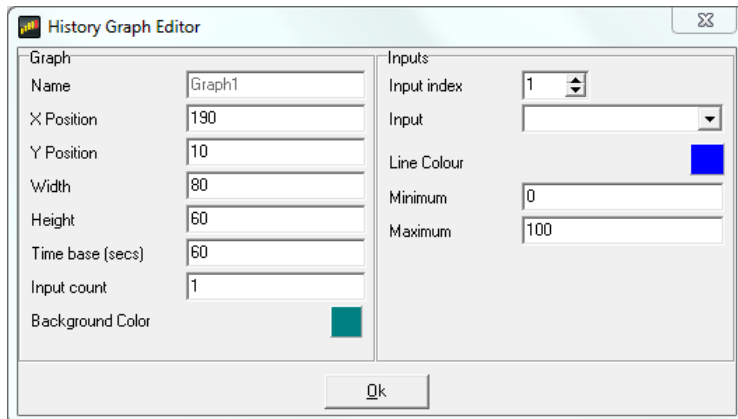 History Graph Editor
Graph
Name Graph1
X Position 190
Y Position 10
Width 80
Height 60
Time base (secs) 60
Input count 1
Background Color
Inputs
Input index 1
Input
Line Colour
Minimum 0
Maximum 100
Ok